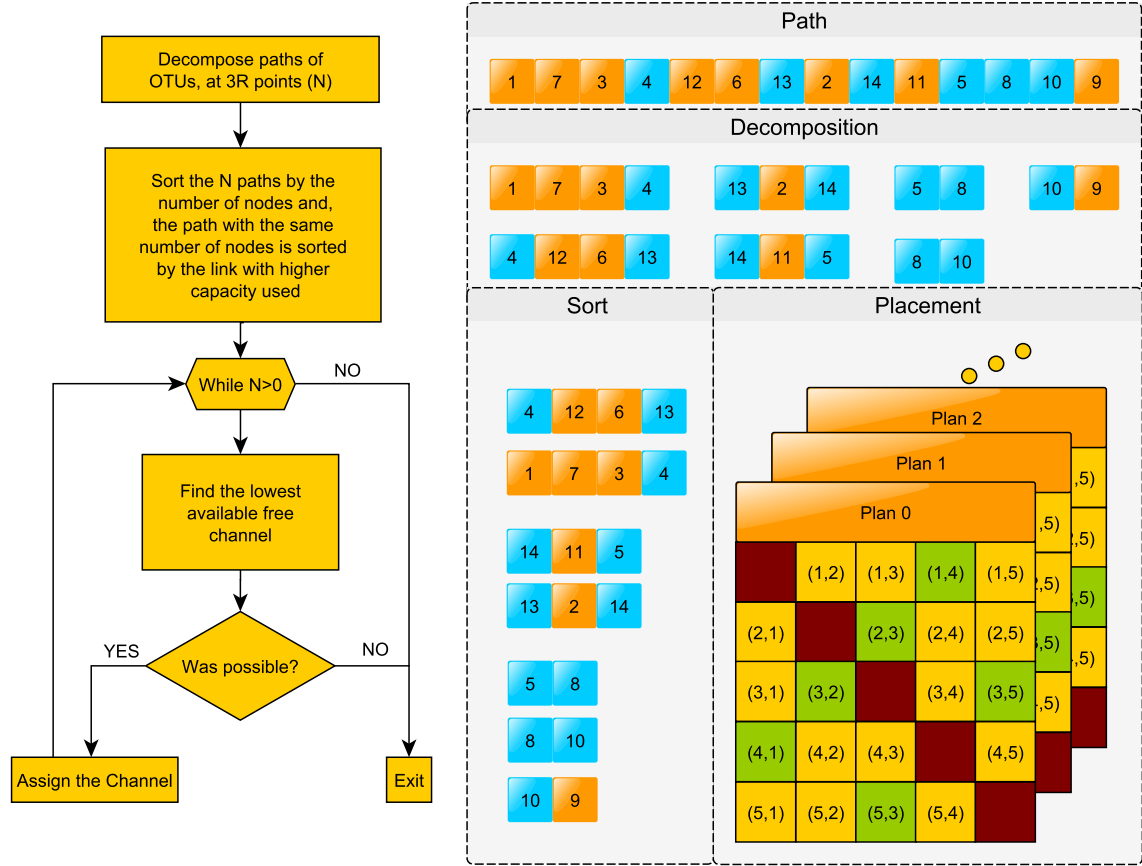 Decompose paths of
OTUs, at 3R points (N)
Sort the N paths by the
number of nodes and,
the path with the same
number of nodes is sorted
by the link with higher
capacity used
While N>0
NO
Find the lowest
available free
channel
Was possible?
YES
NO
Assign the Channel
Exit
Path
1 7 3 4 12 6 13 2 14 11 5 8 10 9
Decomposition
1 7 3 4 13 2 14 5 8 10 9
4 12 6 13 14 11 5 8 10
Sort
4 12 6 13
1 7 3 4
14 11 5
13 2 14
5 8
8 10
10 9
Placement
Plan 2
Plan 1
Plan 0
(1,2) (1,3) (1,4) (1,5)
(2,1) (2,3) (2,4) (2,5)
(3,1) (3,2) (3,4) (3,5)
(4,1) (4,2) (4,3) (4,5)
(5,1) (5,2) (5,3) (5,4)